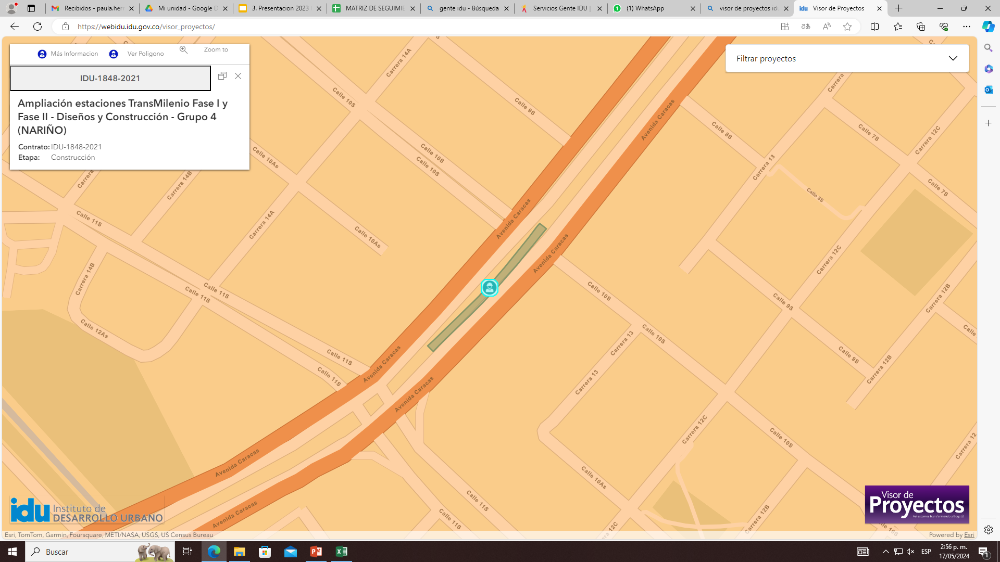 Recibidos - paula.herr
Mi unidad - Google D
3. Presentacion 2023
MATRIZ DE SEGUIMIE
gente idu - Búsqueda
Servicios Gente IDU |
(1) WhatsApp
visor de proyectos idu
idu Visor de Proyectos
https://webidu.idu.gov.co/visor_proyectos/
Más Informacion
Ver Poligono
Zoom to
IDU-1848-2021
Ampliación estaciones TransMilenio Fase I y
Fase II - Diseños y Construcción - Grupo 4
(NARIÑO)
Contrato: IDU-1848-2021
Etapa: Construcción
Filtrar proyectos
Carrera 14A
Calle 10S
Calle 9S
Avenida Caracas
Calle 8S
Carrera
Calle 7S
Carrera 12C
Calle 10As
Calle 10S
Calle 10S
Carrera 13
Carrera
Carrera 14B
Calle 8S
Calle 7S
Calle 11S
Carrera 14A
Calle 10As
Avenida Caracas
Avenida Caracas
Carrera 12C
Carrera 14B
Calle 11S
Calle 11S
Calle 10S
Calle 9S
Carrera 12B
Calle 12As
Calle 10S
Calle
Carrera 13
Calle 11S
Calle 9S
Calle 11S
Avenida Caracas
Carrera 13
Carrera 12B
Avenida Caracas
Carrera 12C
Calle 10S
Carrera 12
Avenida Caracas
Calle 10As
Calle 11S
Avenida Caracas
Calle 11S
Carrera 12B
Carrera 12C
Calle 10S
idu Instituto de
DESARROLLO URBANO
Visor de
Proyectos
Así estamos transformando a Bogotá!
Esri, TomTom, Garmin, Foursquare, METI/NASA, USGS, US Census Bureau
Powered by Esri
Buscar
ESP
2:56 p. m.
17/05/2024
1